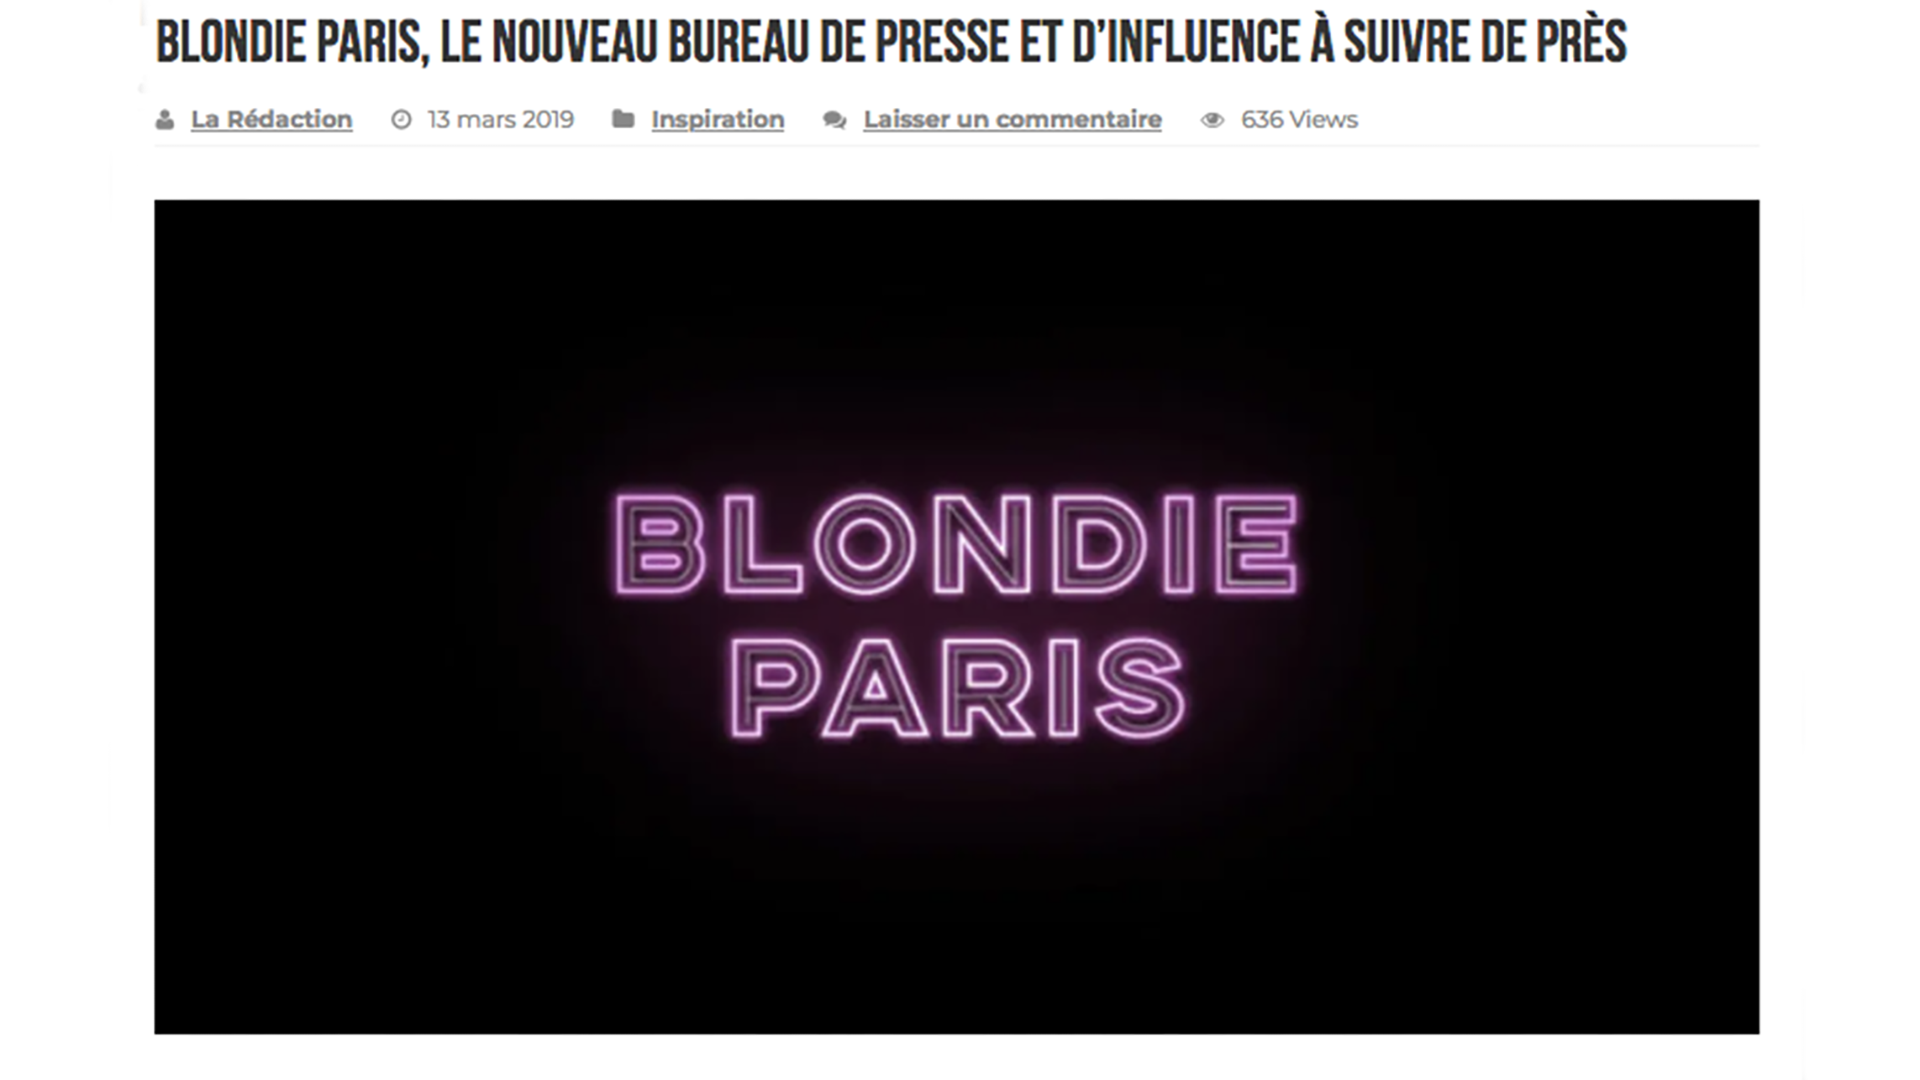 BLONDIE PARIS, LE NOUVEAU BUREAU DE PRESSE ET D’INFLUENCE À SUIVRE DE PRÈS
La Rédaction 13 mars 2019 Inspiration Laisser un commentaire 636 Views
BLONDIE
PARIS